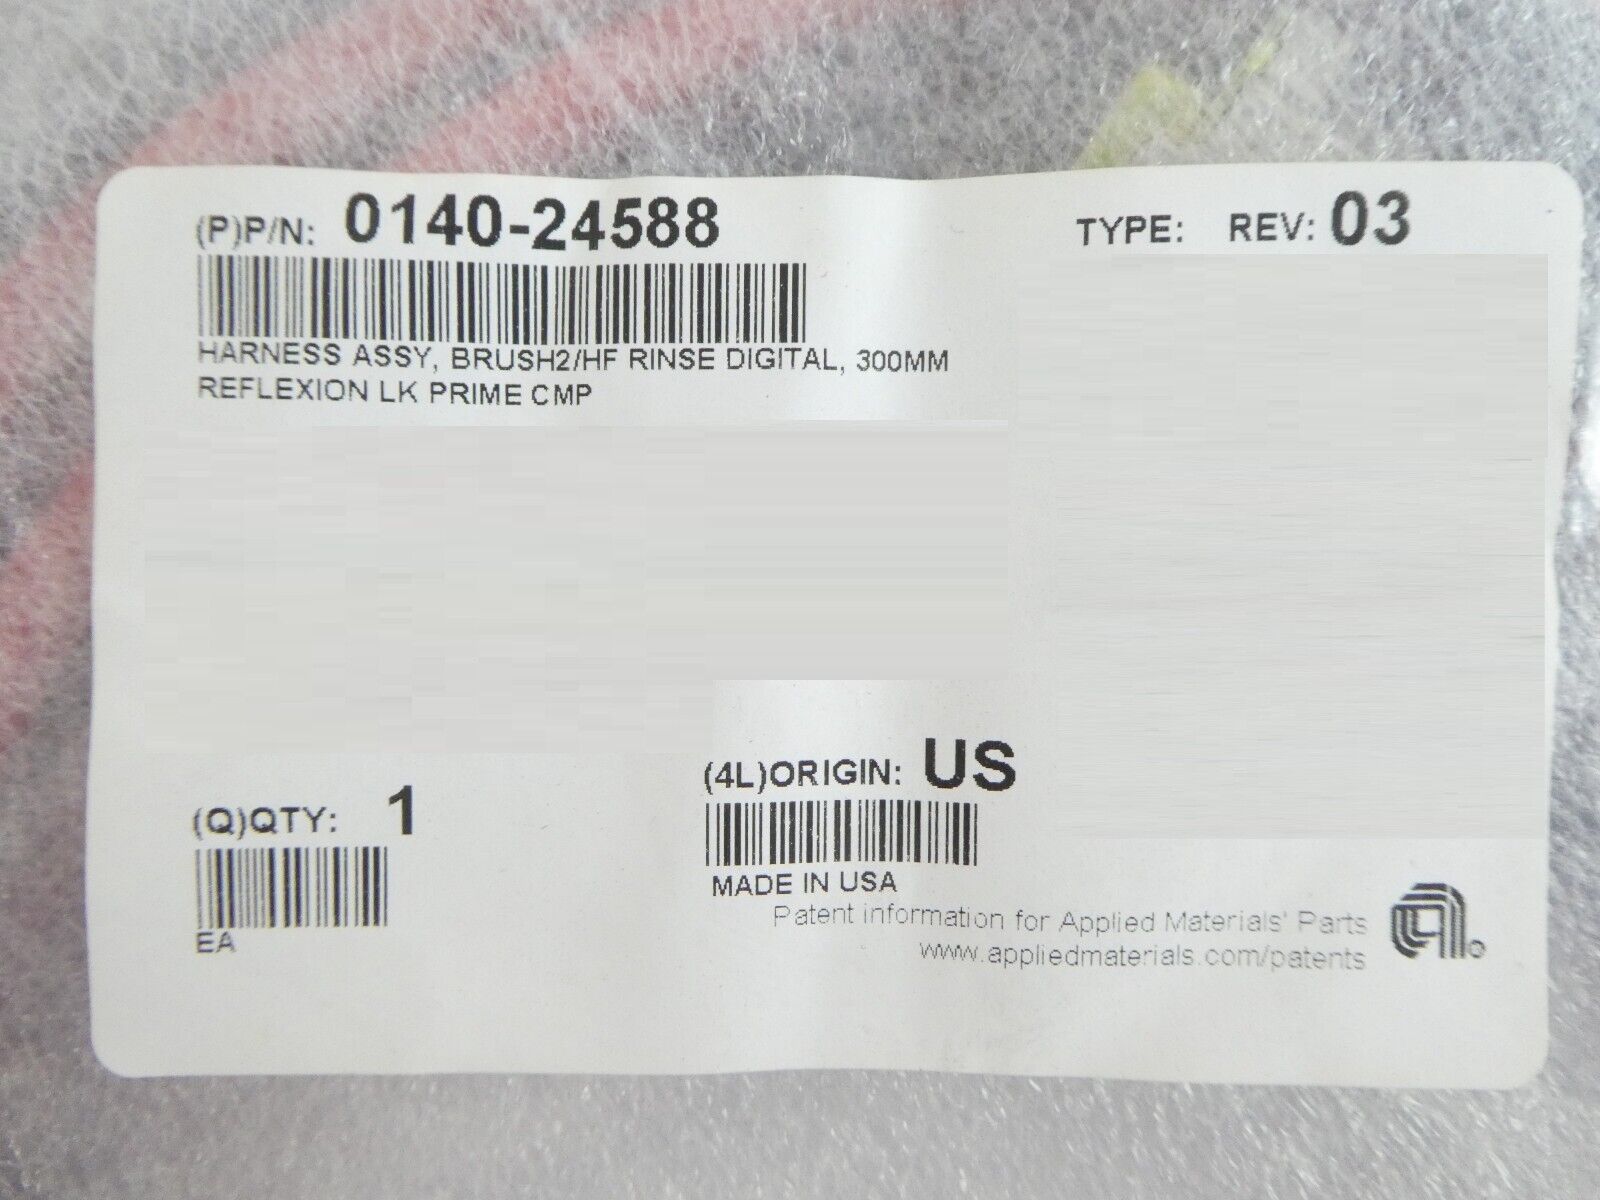 (P)P/N: 0140-24588 TYPE: REV: 03
HARNESS ASSY, BRUSH2/HF RINSE DIGITAL, 300MM
REFLEXION LK PRIME CMP
(4L)ORIGIN: US
(Q)QTY: 1
MADE IN USA
EA
Patent information for Applied Materials' Parts
www.appliedmaterials.com/patents